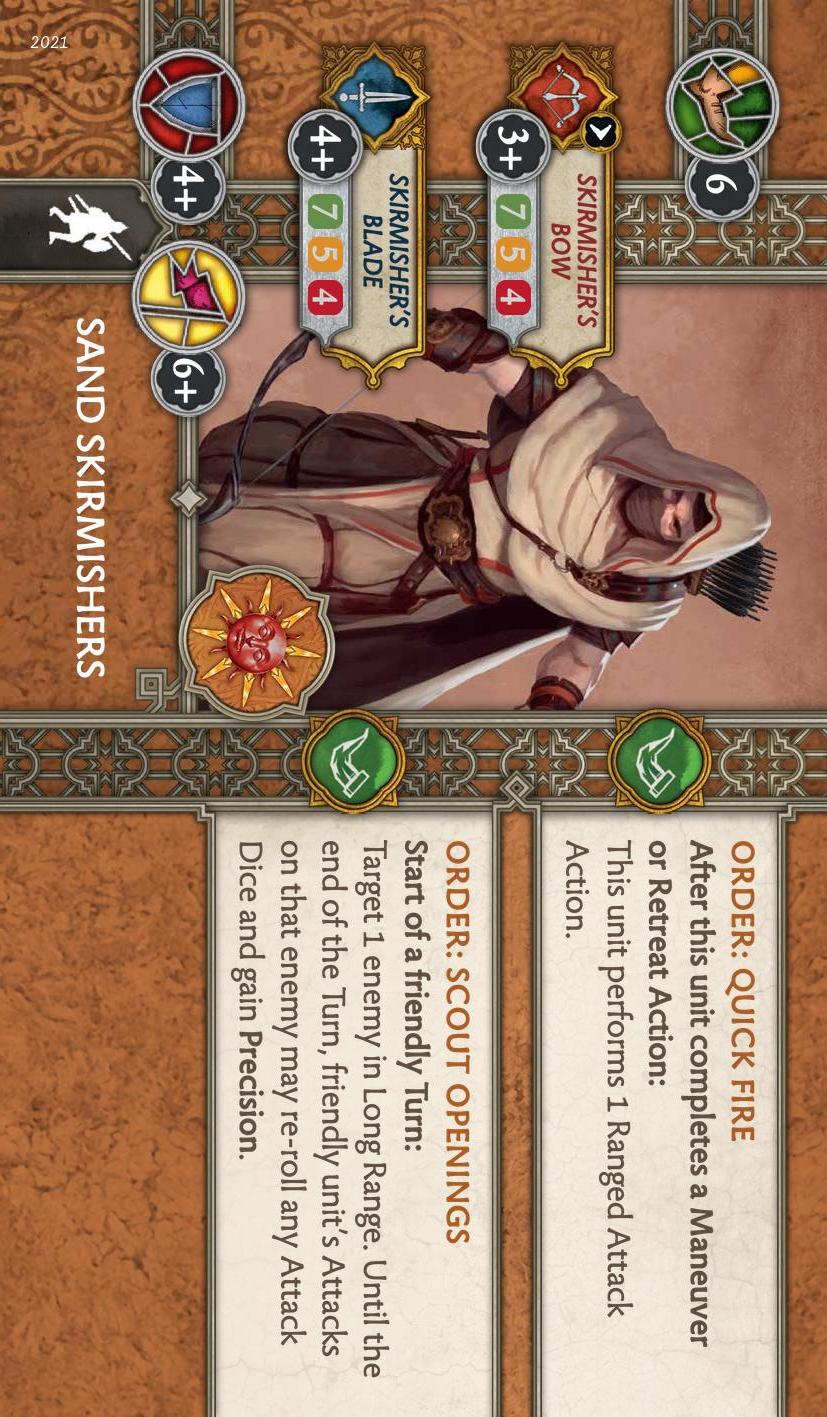 6
SKIRMISHER'S
BOW
3+
7 5 4
SKIRMISHER'S
BLADE
4+
7 5 4
4+
6+
SAND SKIRMISHERS
ORDER: QUICK FIRE
After this unit completes a Maneuver
or Retreat Action:
This unit performs 1 Ranged Attack
Action.
ORDER: SCOUT OPENINGS
Start of a friendly Turn:
Target 1 enemy in Long Range. Until the
end of the Turn, friendly unit's Attacks
on that enemy may re-roll any Attack
Dice and gain Precision.
2021